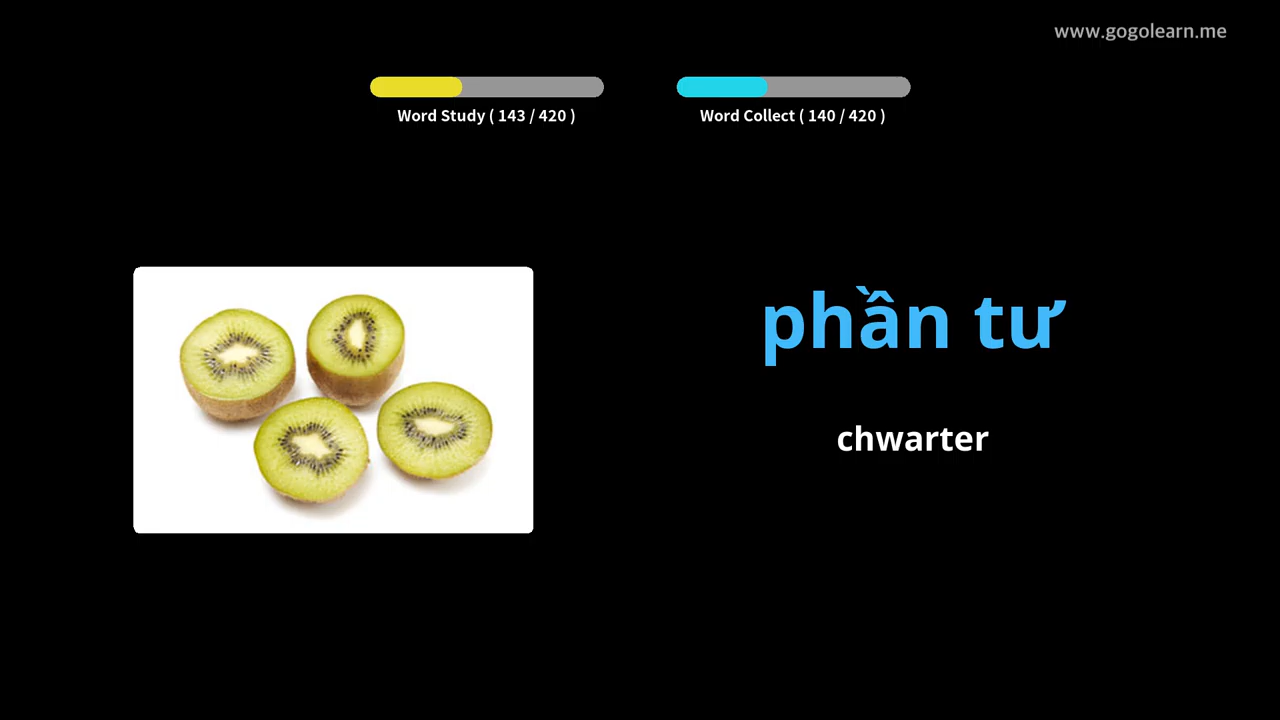 www.gogolearn.me
Word Study ( 143 / 420 )
Word Collect ( 140 / 420 )
phần tư
chwarter